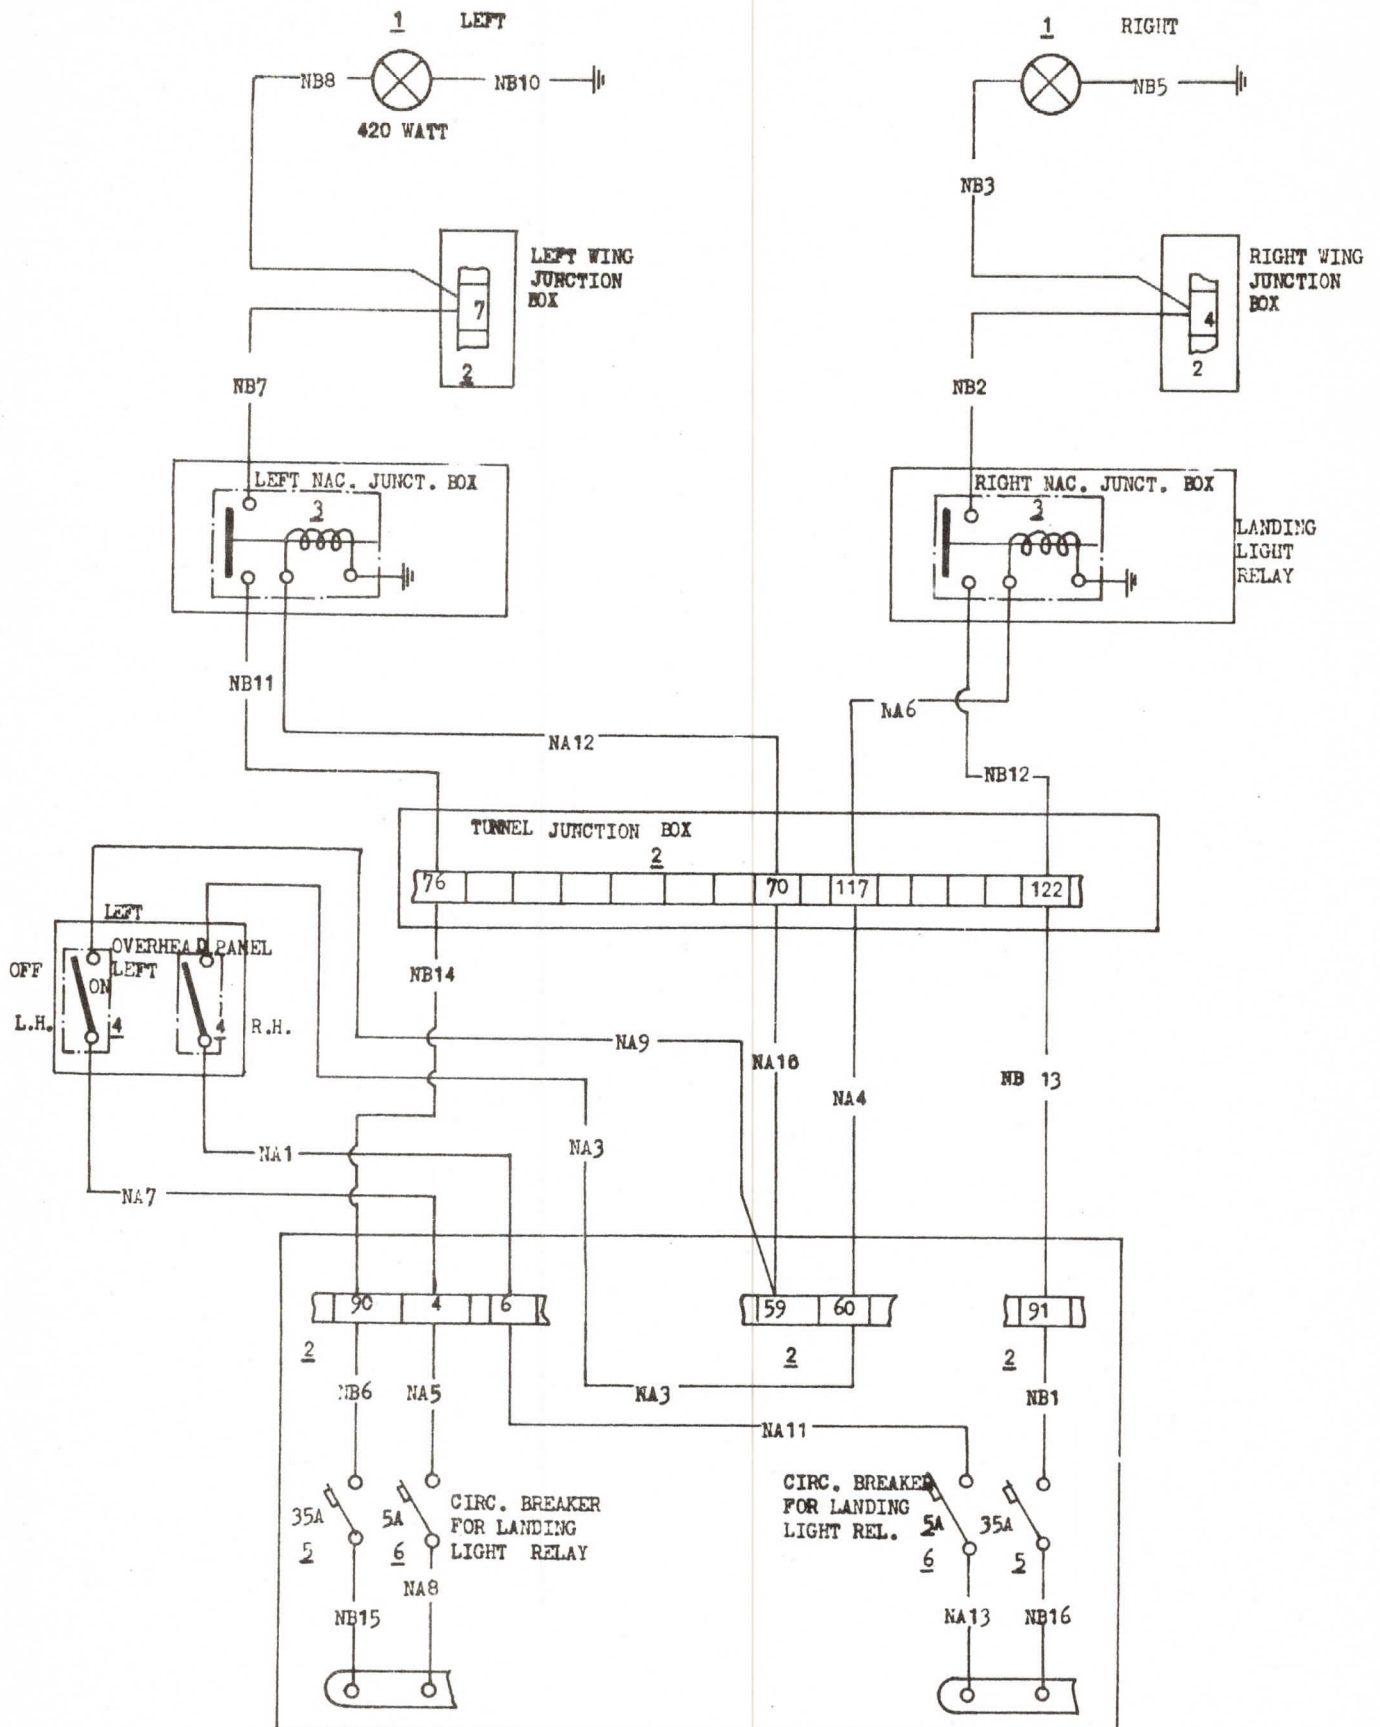 1 LEFT
1 RIGHT
NB8
NB10
420 WATT
NB5
NB3
LEFT WING
JUNCTION
BOX
7
2
RIGHT WING
JUNCTION
BOX
4
2
NB7
NB2
LEFT NAC. JUNCT. BOX
3
RIGHT NAC. JUNCT. BOX
3
LANDING
LIGHT
RELAY
NB11
NA12
NA6
NB12
TUNNEL JUNCTION BOX
2
76
70
117
122
LEFT
OVERHEAD PANEL
LEFT
OFF
ON
L.H.
4
4
R.H.
NB14
NA9
NA10
NA4
NB 13
NA1
NA3
NA7
90
4
6
59
60
91
2
2
2
NB6
NA5
NA3
NB1
NA11
35A
5
5A
6
CIRC. BREAKER
FOR LANDING
LIGHT RELAY
CIRC. BREAKER
FOR LANDING
LIGHT REL.
5A
6
35A
5
NA8
NB15
NA13
NB16